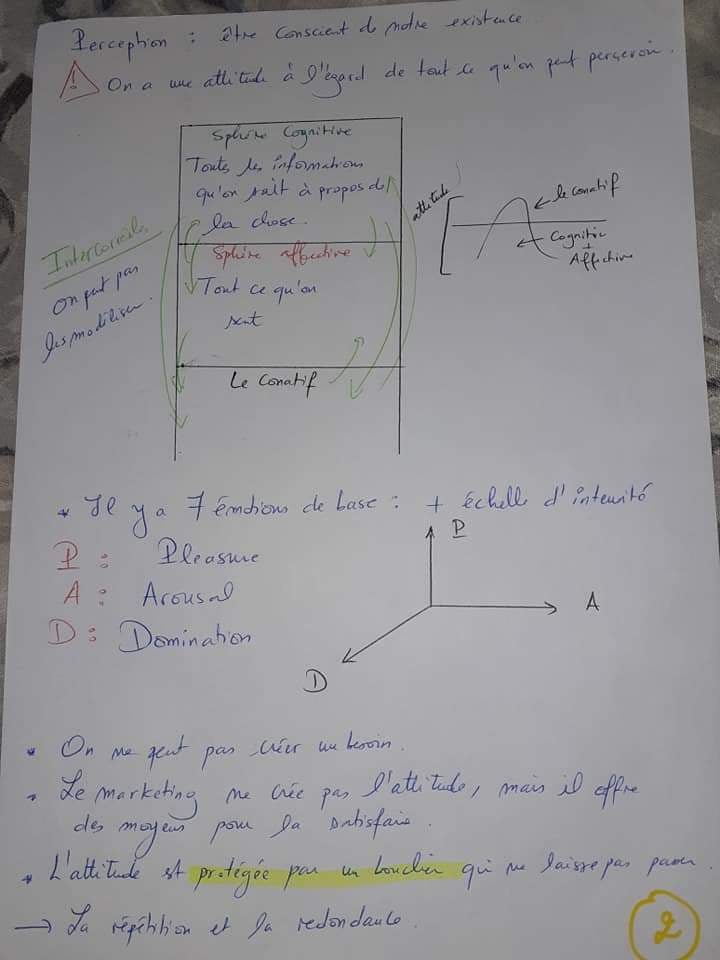 Perception : être conscient de notre existence
! On a une attitude à l'égard de tout ce qu'on peut percevoir.
Sphère Cognitive
Toutes les informations
qu'on sait à propos de
la chose.
Sphère affective
Tout ce qu'on
sent
Le Conatif
Intercorrélés
on peut pas
les modéliser.
attitude
le conatif
Cognitive
+
Affective
* Il y a 7 émotions de base : + échelle d'intensité
P : Pleasure
A : Arousal
D : Domination
P
A
D
* On ne peut pas créer un besoin.
* Le marketing ne crée pas l'attitude, mais il offre
des moyens pour la satisfaire.
* L'attitude est protégée par un bouclier qui ne laisse pas passer.
→ La répétition et la redondance.
2